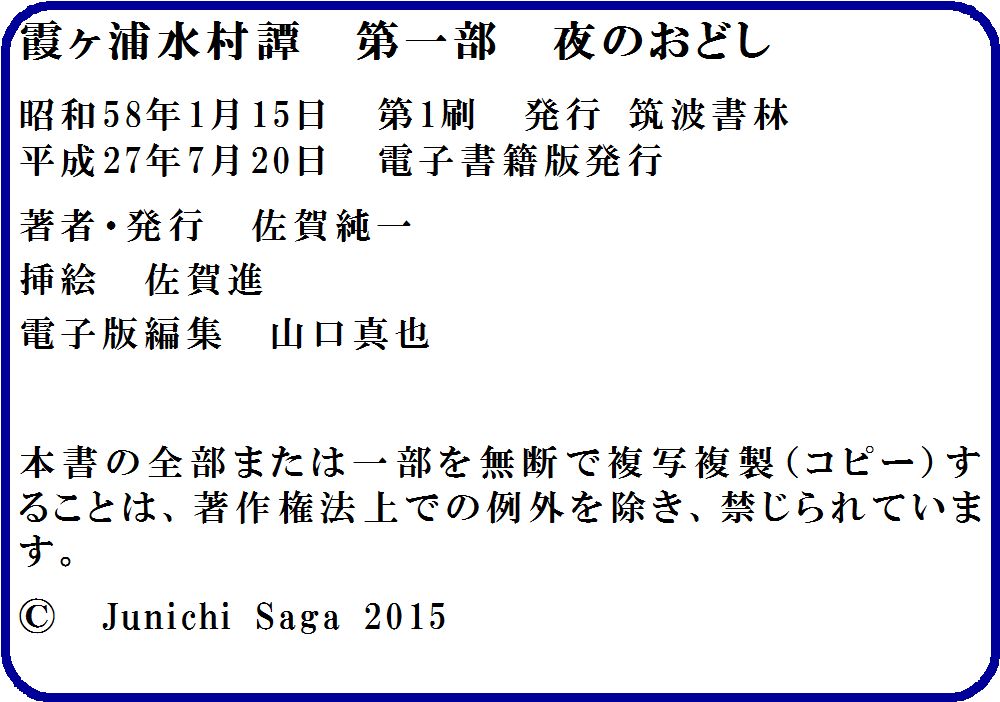 霞ヶ浦水村譚　第一部　夜のおどし
昭和58年1月15日　第1刷　発行 筑波書林
平成27年7月20日　電子書籍版発行
著者・発行　佐賀純一
挿絵　佐賀進
電子版編集　山口真也
本書の全部または一部を無断で複写複製（コピー）す
ることは、著作権法上での例外を除き、禁じられていま
す。
©　Junichi Saga 2015